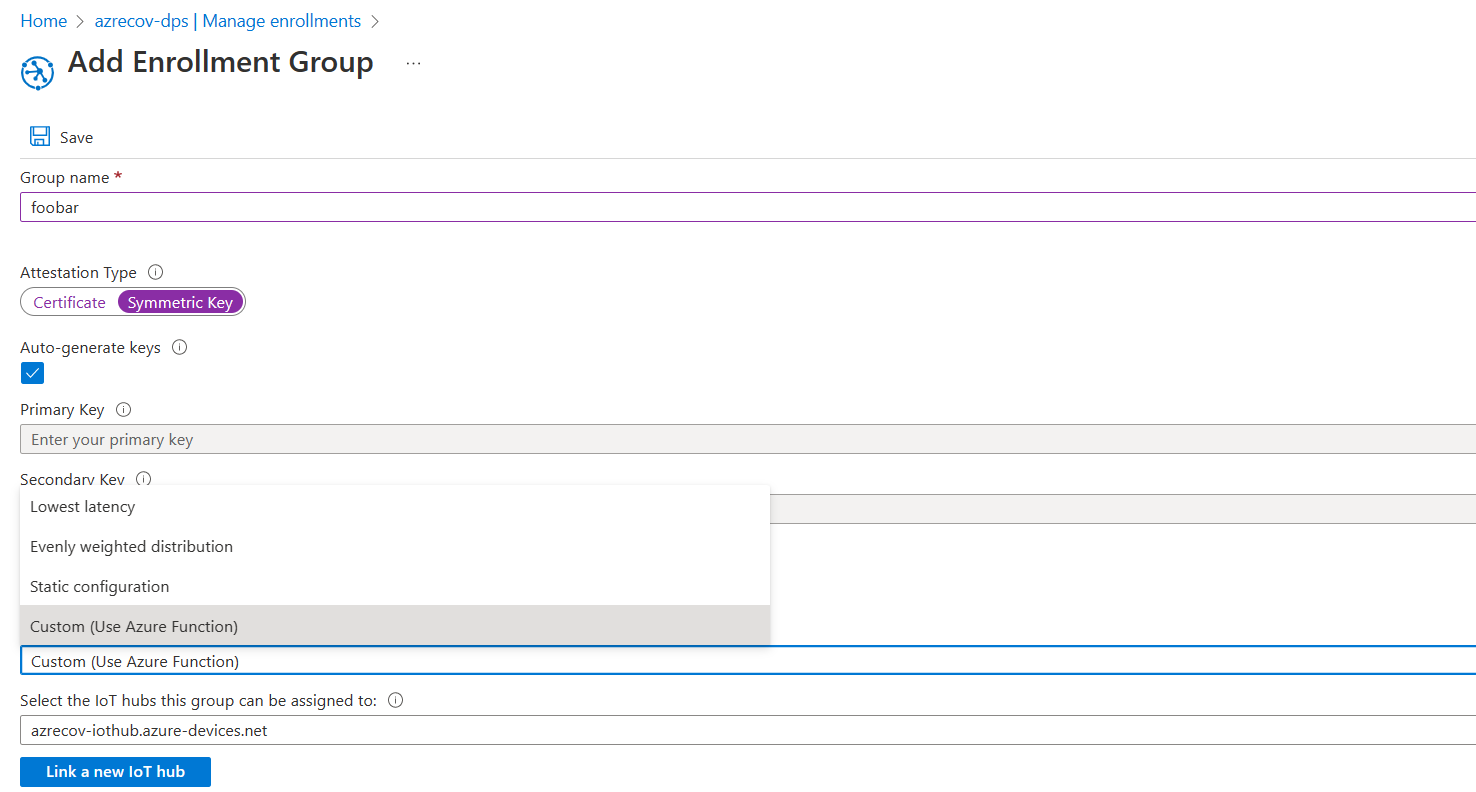 Home > azrecov-dps | Manage enrollments >
Add Enrollment Group ...
Save
Group name *
foobar
Attestation Type
Certificate Symmetric Key
Auto-generate keys
Primary Key
Enter your primary key
Secondary Key
Lowest latency
Evenly weighted distribution
Static configuration
Custom (Use Azure Function)
Custom (Use Azure Function)
Select the IoT hubs this group can be assigned to:
azrecov-iothub.azure-devices.net
Link a new IoT hub